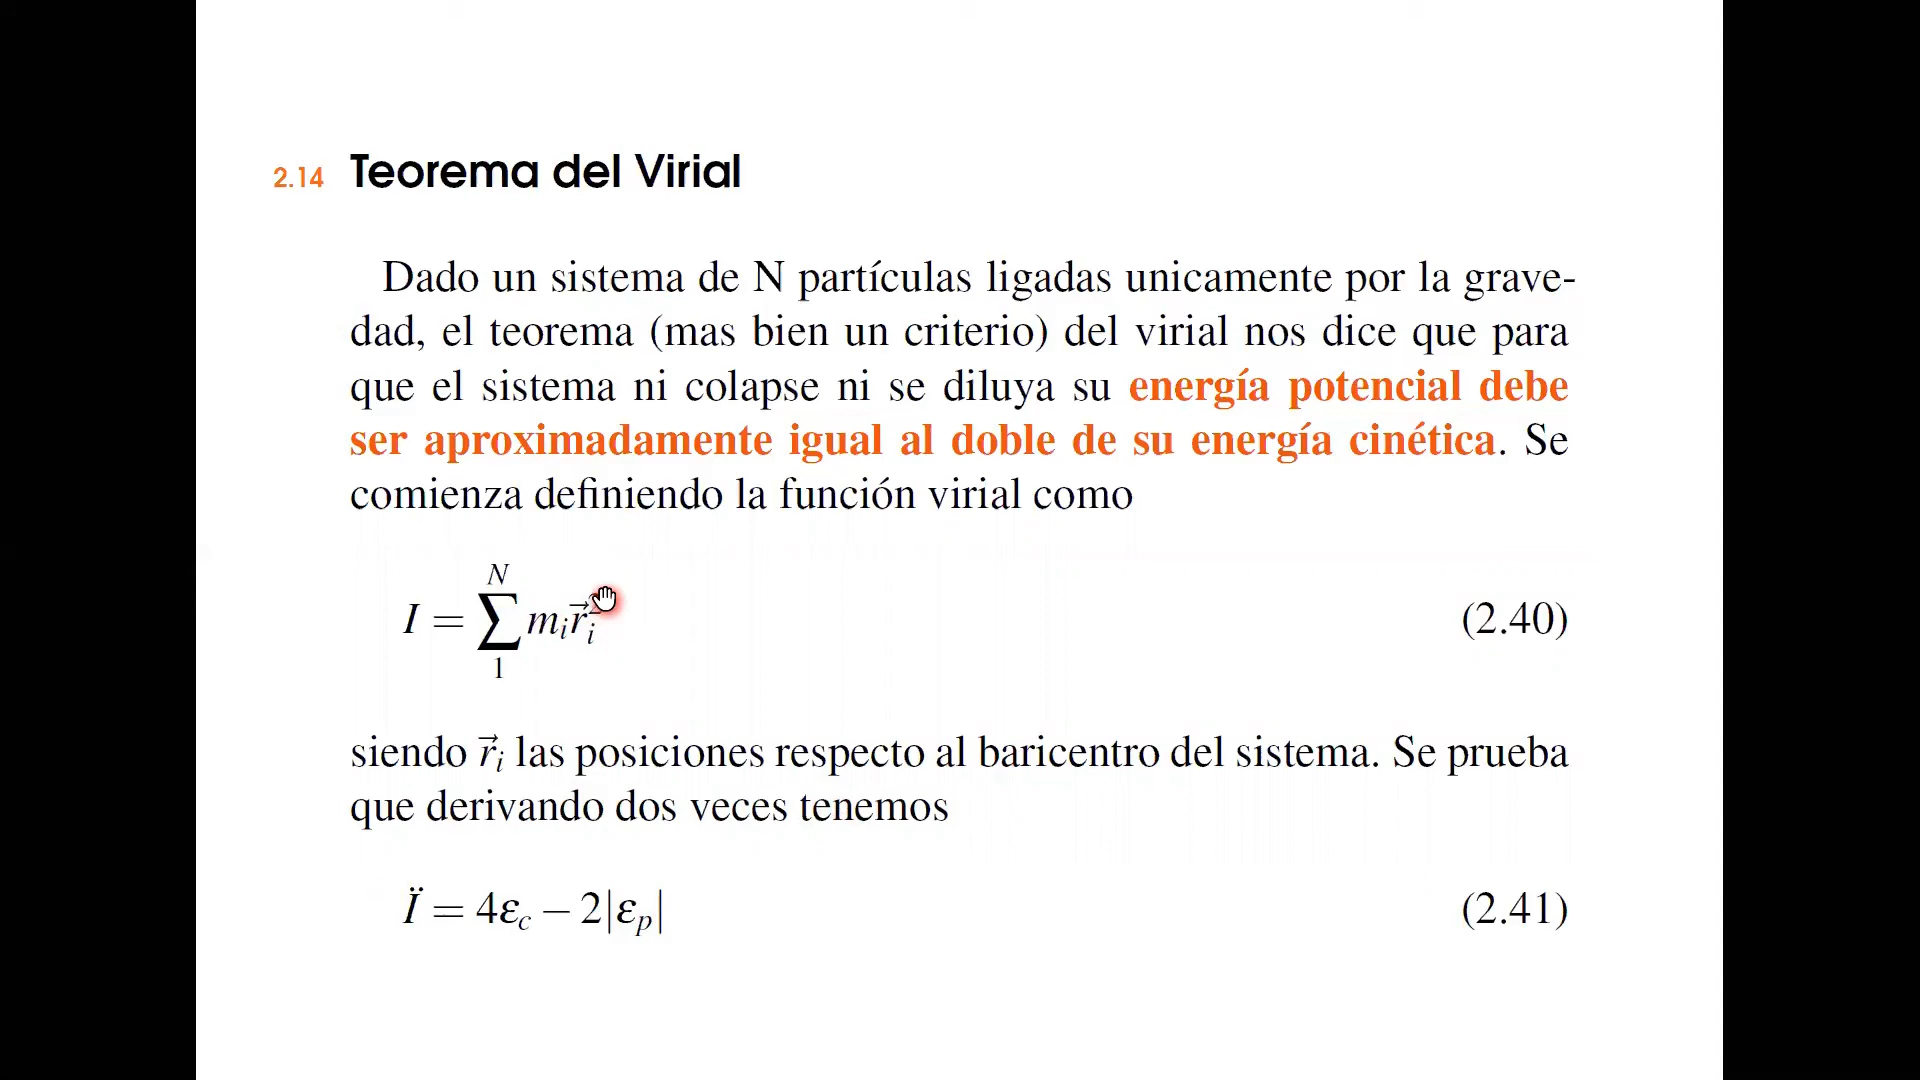 2.14 Teorema del Virial
Dado un sistema de N partículas ligadas unicamente por la grave-
dad, el teorema (mas bien un criterio) del virial nos dice que para
que el sistema ni colapse ni se diluya su energía potencial debe
ser aproximadamente igual al doble de su energía cinética. Se
comienza definiendo la función virial como
I = ∑_{1}^{N} m_i \vec{r}_i^2 (2.40)
siendo \vec{r}_i las posiciones respecto al baricentro del sistema. Se prueba
que derivando dos veces tenemos
Ï = 4ε_c − 2|ε_p| (2.41)